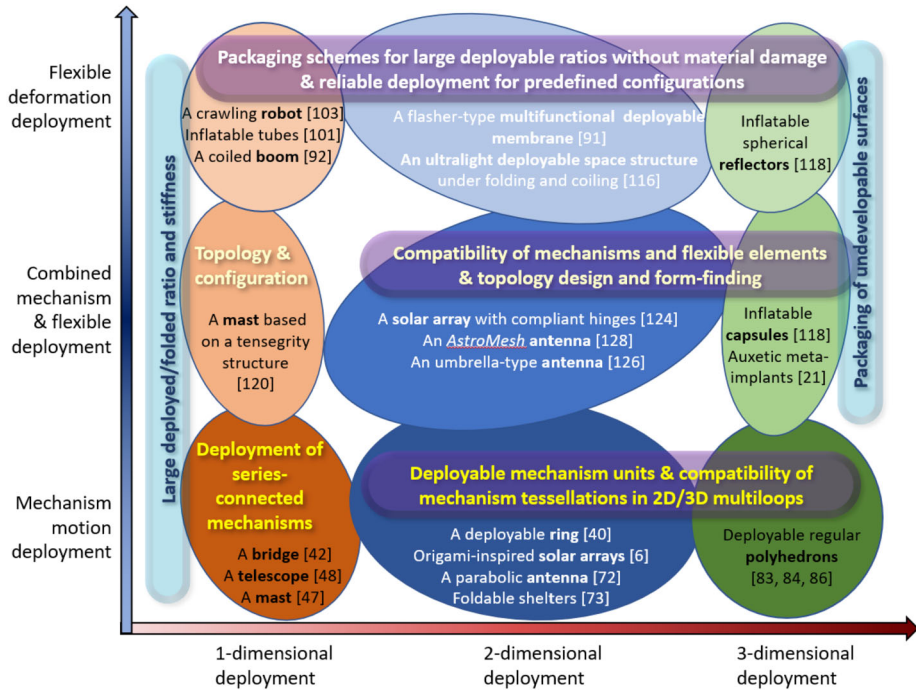 Flexible
deformation
deployment
Combined
mechanism
& flexible
deployment
Mechanism
motion
deployment
Large deployed/folded ratio and stiffness
Packaging schemes for large deployable ratios without material damage
& reliable deployment for predefined configurations
A crawling robot [103]
Inflatable tubes [101]
A coiled boom [92]
A flasher-type multifunctional deployable
membrane [91]
An ultralight deployable space structure
under folding and coiling [116]
Inflatable
spherical
reflectors [118]
Packaging of undevelopable surfaces
Topology &
configuration
A mast based
on a tensegrity
structure
[120]
Compatibility of mechanisms and flexible elements
& topology design and form-finding
A solar array with compliant hinges [124]
An AstroMesh antenna [128]
An umbrella-type antenna [126]
Inflatable
capsules [118]
Auxetic meta-
implants [21]
Deployment of
series-
connected
mechanisms
A bridge [42]
A telescope [48]
A mast [47]
Deployable mechanism units & compatibility of
mechanism tessellations in 2D/3D multiloops
A deployable ring [40]
Origami-inspired solar arrays [6]
A parabolic antenna [72]
Foldable shelters [73]
Deployable regular
polyhedrons
[83, 84, 86]
1-dimensional
deployment
2-dimensional
deployment
3-dimensional
deployment